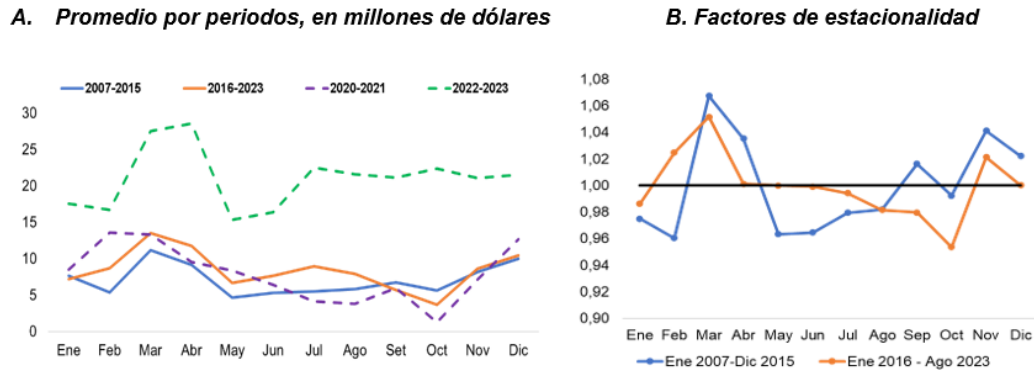 A. Promedio por periodos, en millones de dólares
2007-2015 2016-2023 2020-2021 2022-2023
30
25
20
15
10
5
0
Ene Feb Mar Abr May Jun Jul Ago Set Oct Nov Dic
B. Factores de estacionalidad
1,08
1,06
1,04
1,02
1,00
0,98
0,96
0,94
0,92
0,90
Ene Feb Mar Abr May Jun Jul Ago Sep Oct Nov Dic
Ene 2007-Dic 2015 Ene 2016 - Ago 2023